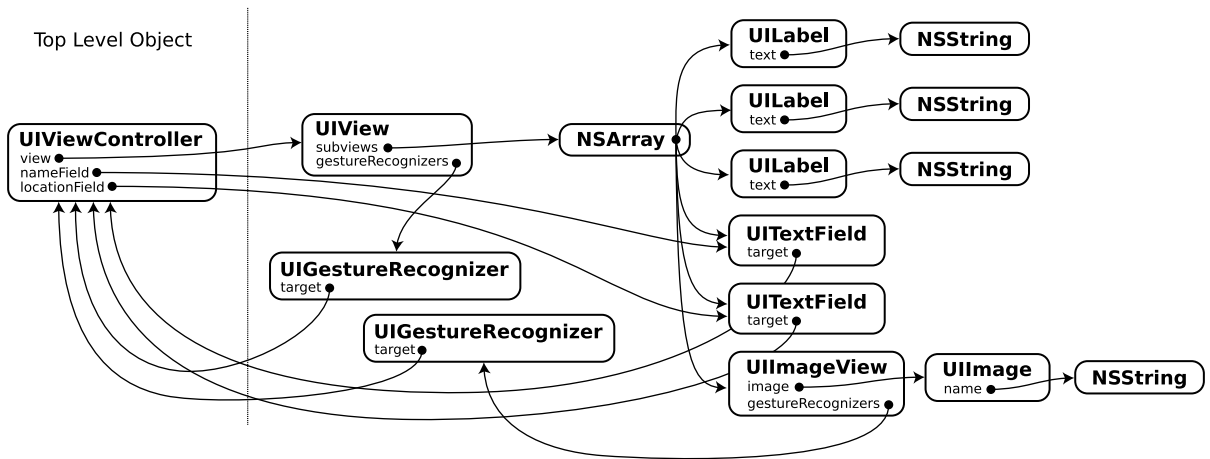 Top Level Object
UIViewController
view
nameField
locationField
UIView
subviews
gestureRecognizers
NSArray
UILabel
text
NSString
UILabel
text
NSString
UILabel
text
NSString
UITextField
target
UIGestureRecognizer
target
UITextField
target
UIGestureRecognizer
target
UIImageView
image
gestureRecognizers
UIImage
name
NSString